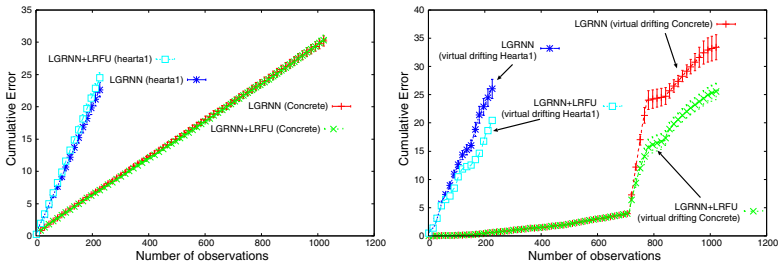 Cumulative Error
35
30
25
20
15
10
5
0
0 200 400 600 800 1000 1200
Number of observations
LGRNN+LRFU (hearta1)
LGRNN (hearta1)
LGRNN (Concrete)
LGRNN+LRFU (Concrete)
Cumulative Error
40
35
30
25
20
15
10
5
0
0 200 400 600 800 1000 1200
Number of observations
LGRNN (virtual drifting Concrete)
LGRNN
(virtual drifting Hearta1)
LGRNN+LRFU
(virtual drifting Hearta1)
LGRNN+LRFU
(virtual drifting Concrete)